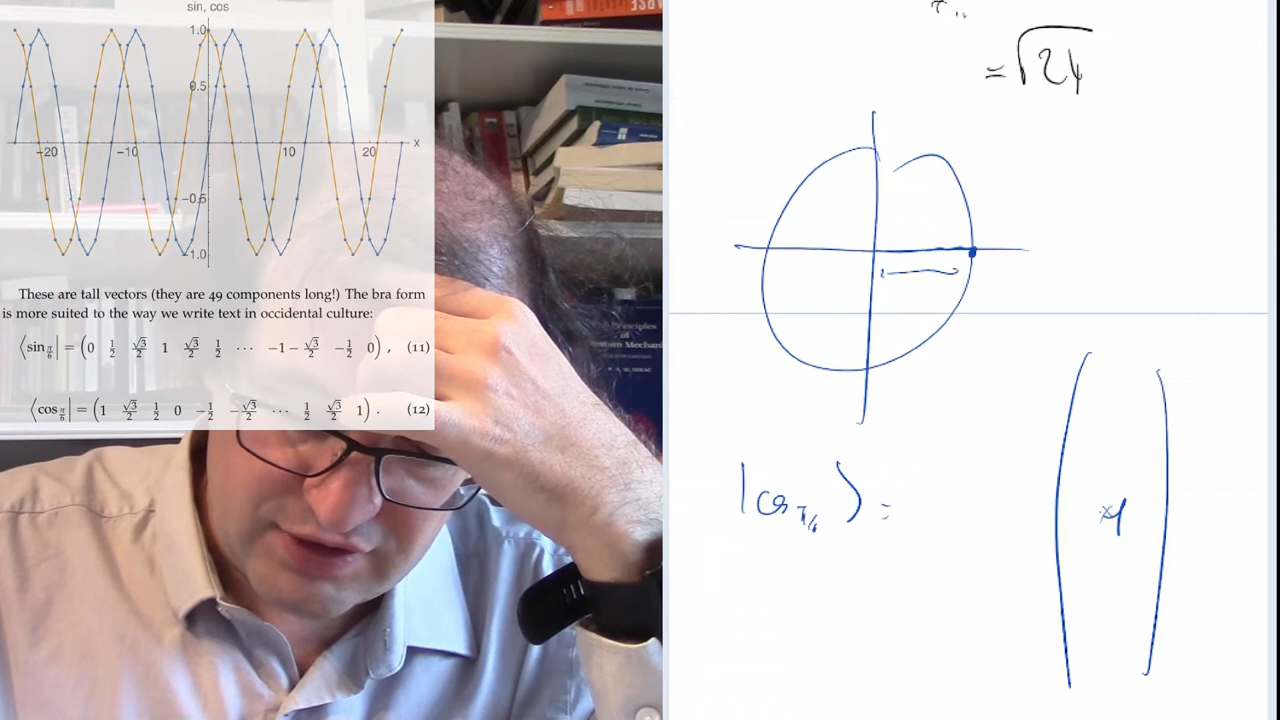 sin, cos
1.0
0.5
-20 -10 10 20 x
-0.5
-1.0
These are tall vectors (they are 49 components long!) The bra form
is more suited to the way we write text in occidental culture:
⟨sin_{π/6}| = (0 1/2 √3/2 1 √3/2 1/2 ⋯ −1 − √3/2 −1/2 0) , (11)
⟨cos_{π/6}| = (1 √3/2 1/2 0 −1/2 −√3/2 ⋯ 1/2 √3/2 1) . (12)
= √24
|cos_{π/6}⟩ =